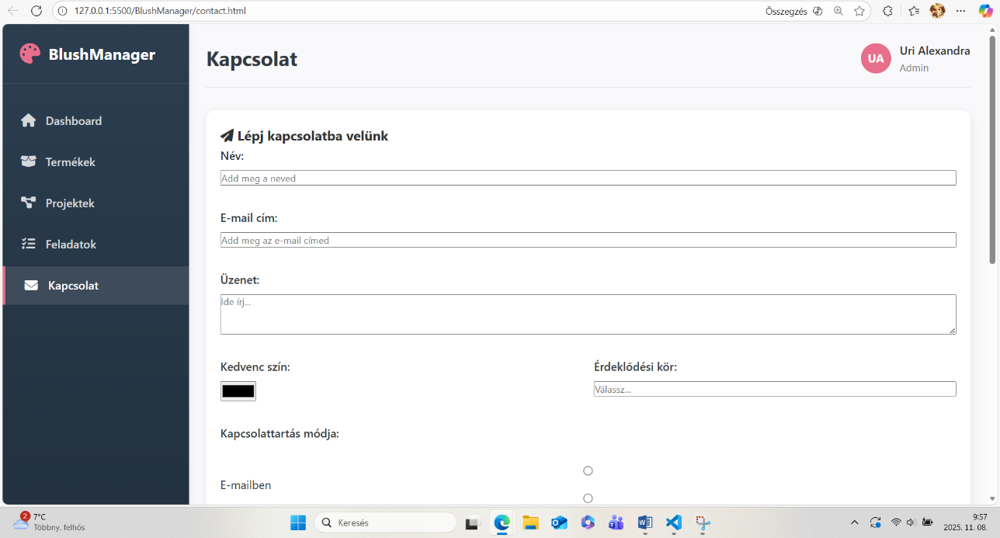 127.0.0.1:5500/BlushManager/contact.html
Összegzés
BlushManager
Kapcsolat
UA
Uri Alexandra
Admin
Dashboard
Termékek
Projektek
Feladatok
Kapcsolat
Lépj kapcsolatba velünk
Név:
Add meg a neved
E-mail cím:
Add meg az e-mail címed
Üzenet:
Ide írj...
Kedvenc szín:
Érdeklődési kör:
Válassz...
Kapcsolattartás módja:
E-mailben
2
7°C
Többny. felhős
Keresés
9:57
2025. 11. 08.